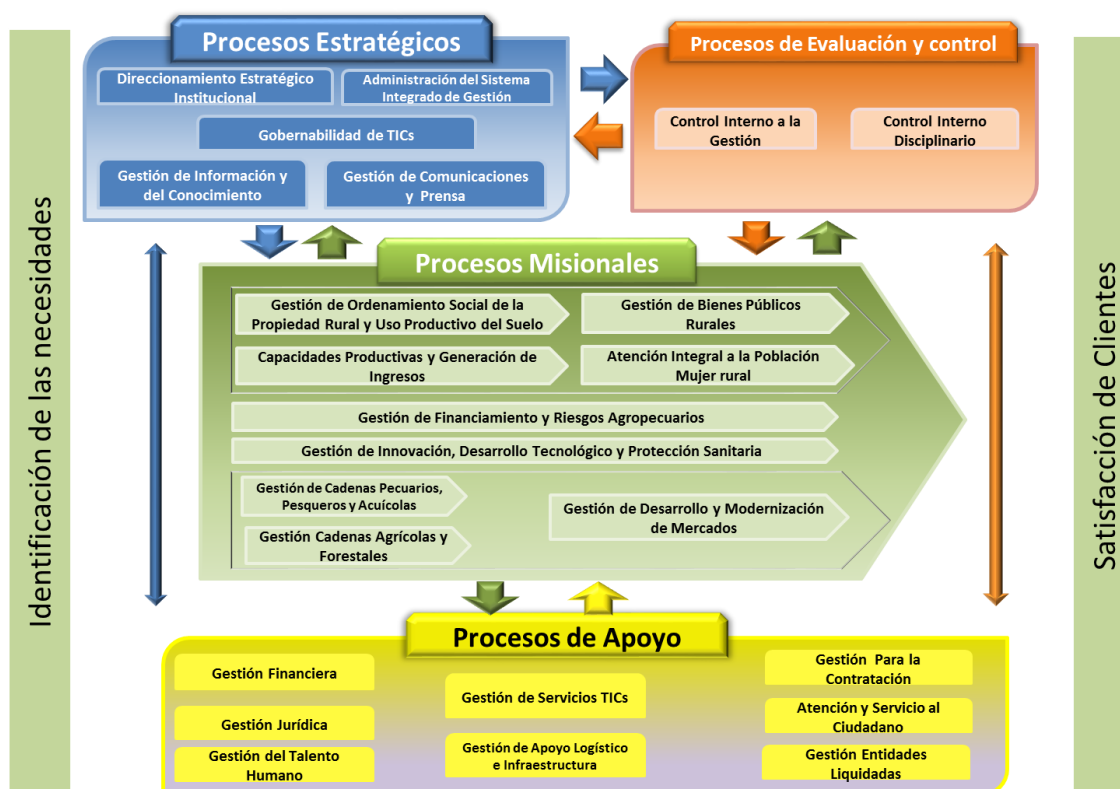 Identificación de las necesidades
Procesos Estratégicos
Direccionamiento Estratégico
Institucional
Administración del Sistema
Integrado de Gestión
Gobernabilidad de TICs
Gestión de Información y
del Conocimiento
Gestión de Comunicaciones
y Prensa
Procesos de Evaluación y control
Control Interno a la
Gestión
Control Interno
Disciplinario
Procesos Misionales
Gestión de Ordenamiento Social de la
Propiedad Rural y Uso Productivo del Suelo
Gestión de Bienes Públicos
Rurales
Capacidades Productivas y Generación de
Ingresos
Atención Integral a la Población
Mujer rural
Gestión de Financiamiento y Riesgos Agropecuarios
Gestión de Innovación, Desarrollo Tecnológico y Protección Sanitaria
Gestión de Cadenas Pecuarios,
Pesqueros y Acuícolas
Gestión Cadenas Agrícolas y
Forestales
Gestión de Desarrollo y Modernización
de Mercados
Procesos de Apoyo
Gestión Financiera
Gestión Jurídica
Gestión del Talento
Humano
Gestión de Servicios TICs
Gestión de Apoyo Logístico
e Infraestructura
Gestión Para la
Contratación
Atención y Servicio al
Ciudadano
Gestión Entidades
Liquidadas
Satisfacción de Clientes